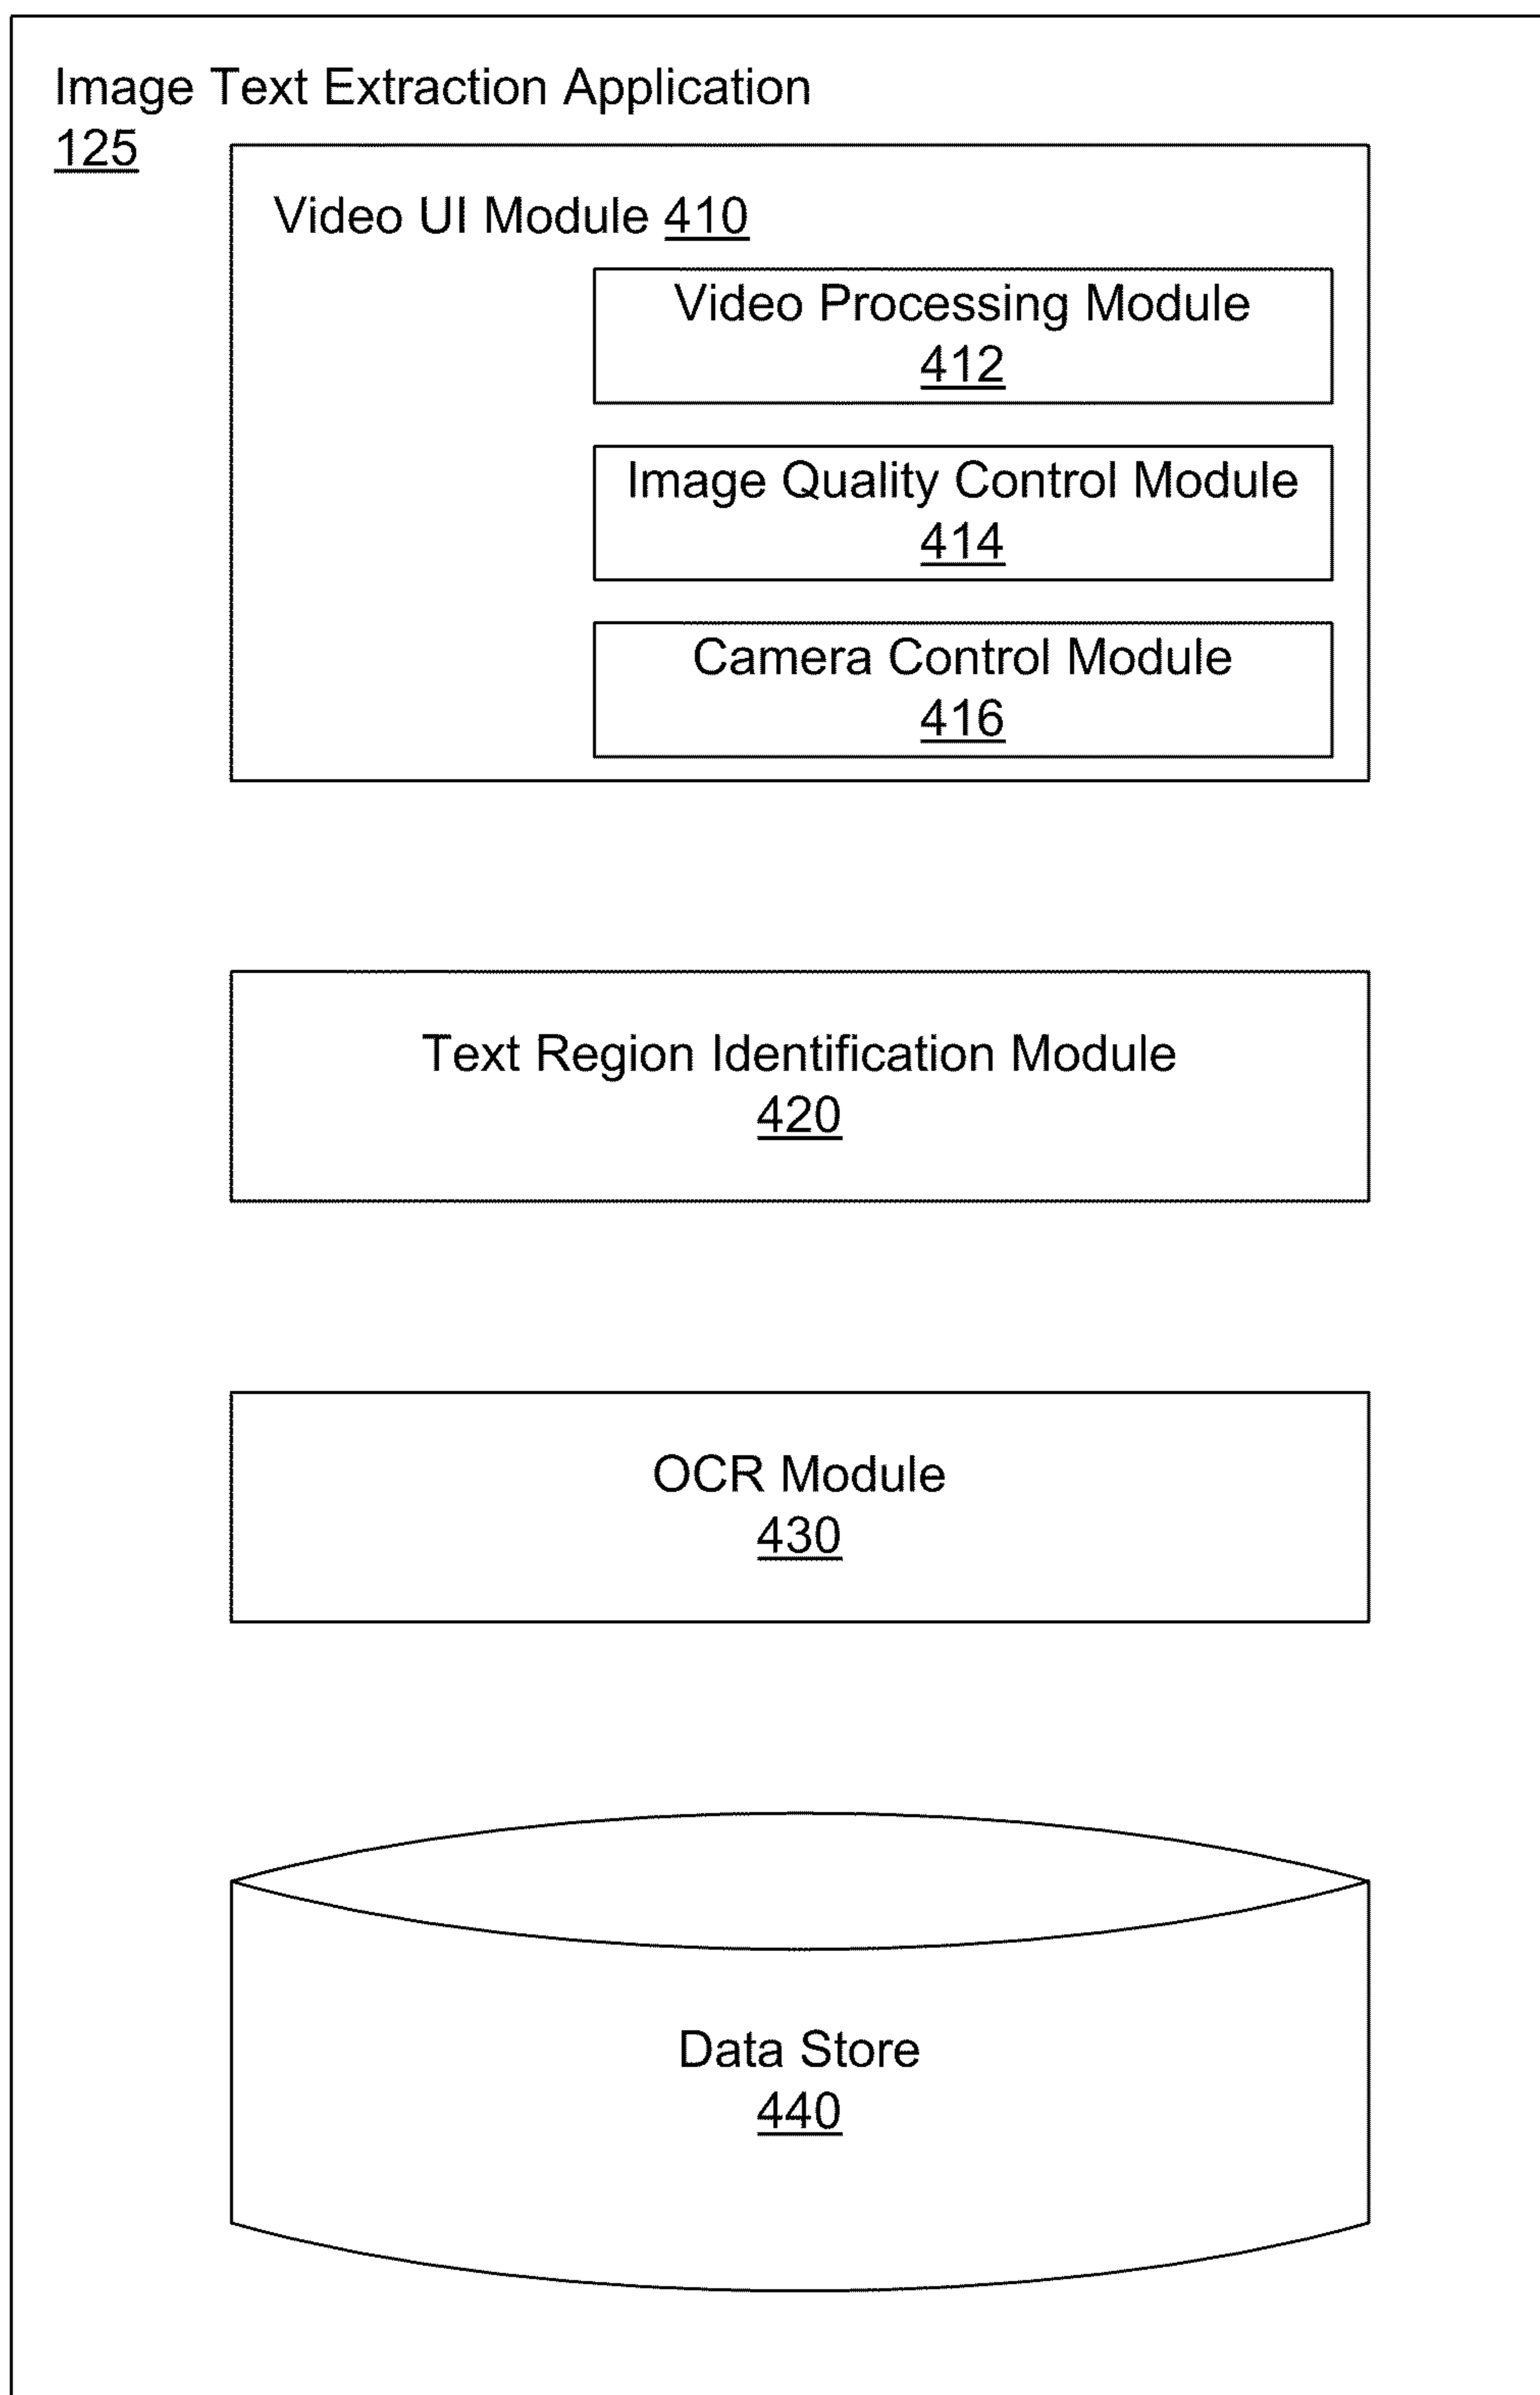 Image Text Extraction Application
125
Video UI Module 410
Video Processing Module
412
Image Quality Control Module
414
Camera Control Module
416
Text Region Identification Module
420
OCR Module
430
Data Store
440